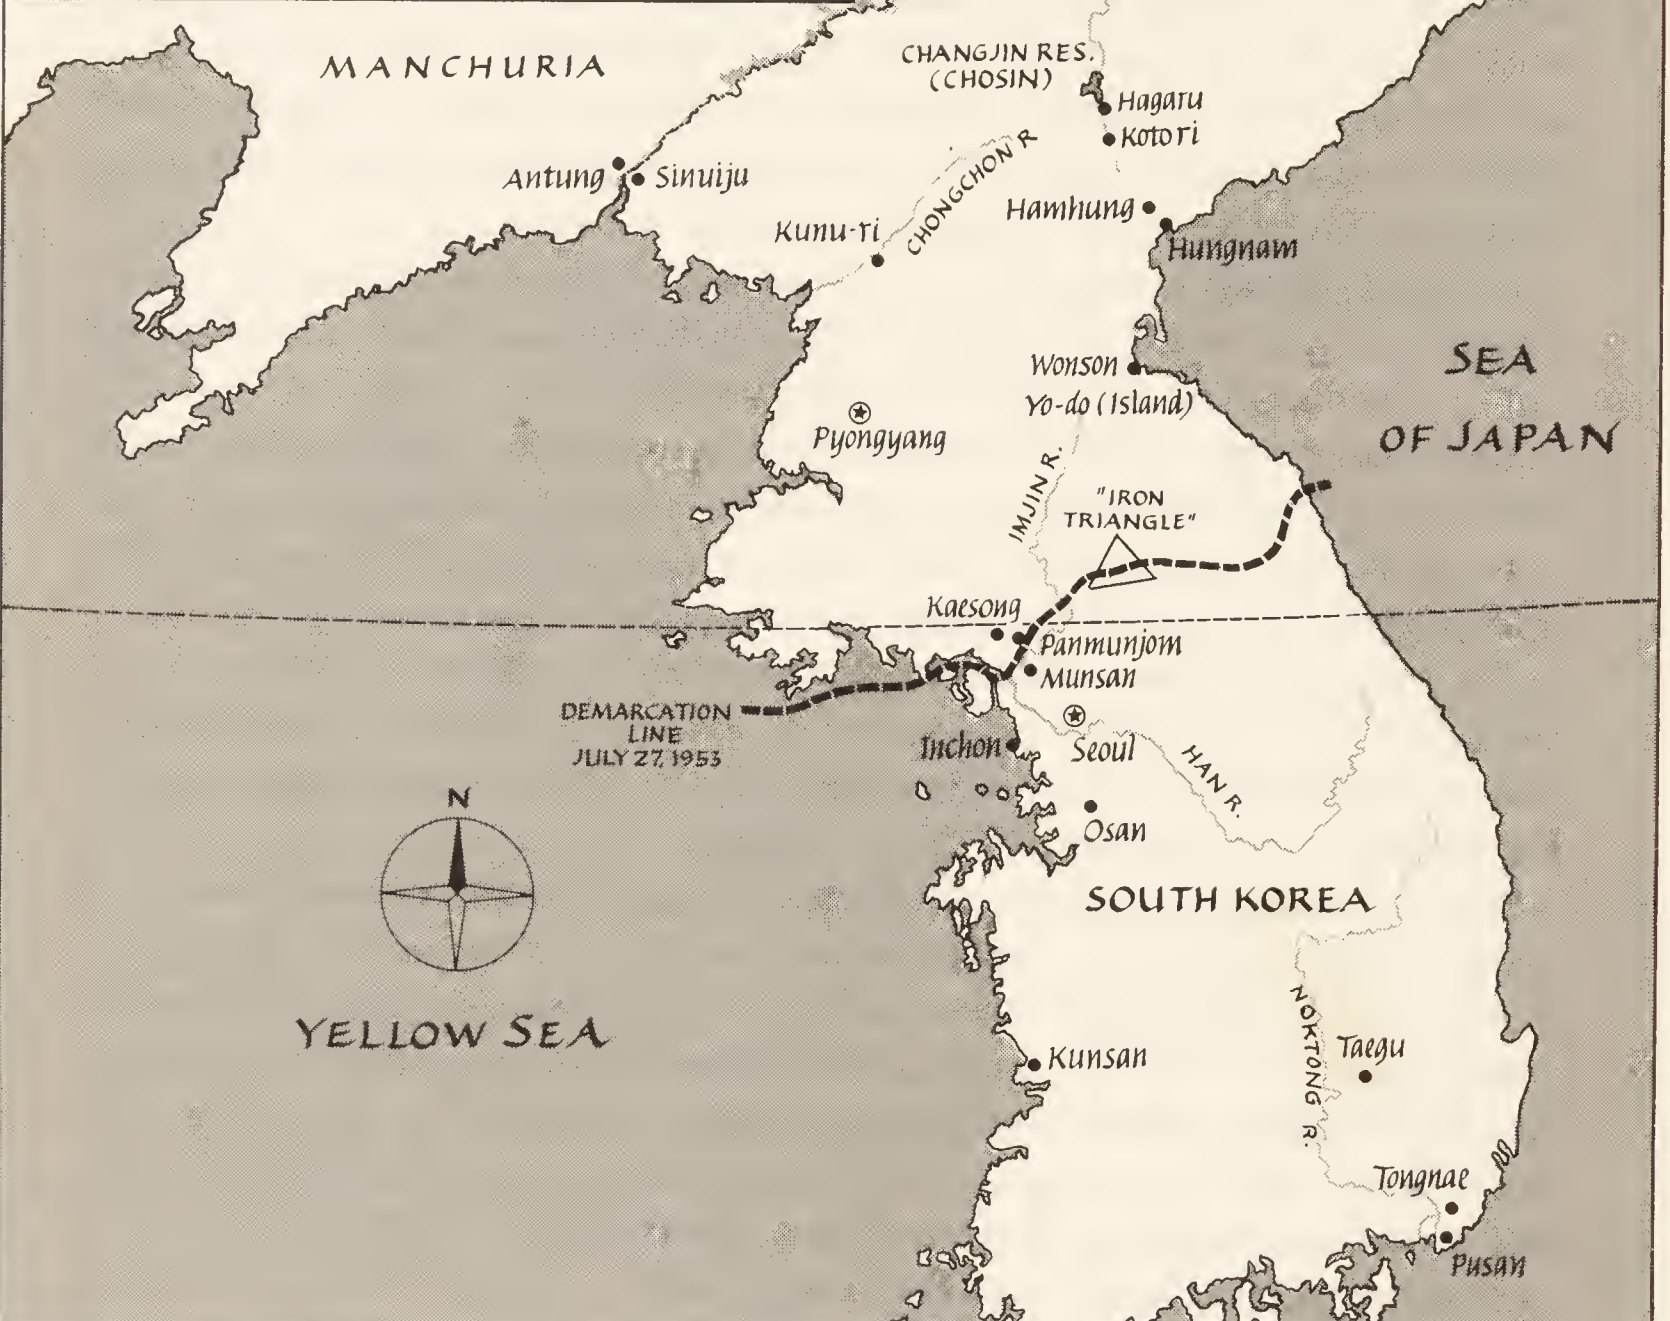 MANCHURIA
CHANGJIN RES.
(CHOSIN)
Hagaru
Koto ri
Antung
Sinuiju
CHONGCHON R
Kunu-ri
Hamhung
Hungnam
Wonson
Yo-do (Island)
SEA
OF JAPAN
Pyongyang
IMJIN R.
"IRON
TRIANGLE"
Kaesong
Panmunjom
Munsan
DEMARCATION
LINE
JULY 27, 1953
Inchon
Seoul
HAN R.
N
Osan
SOUTH KOREA
YELLOW SEA
NOKTONG R.
Kunsan
Taegu
Tongnae
Pusan